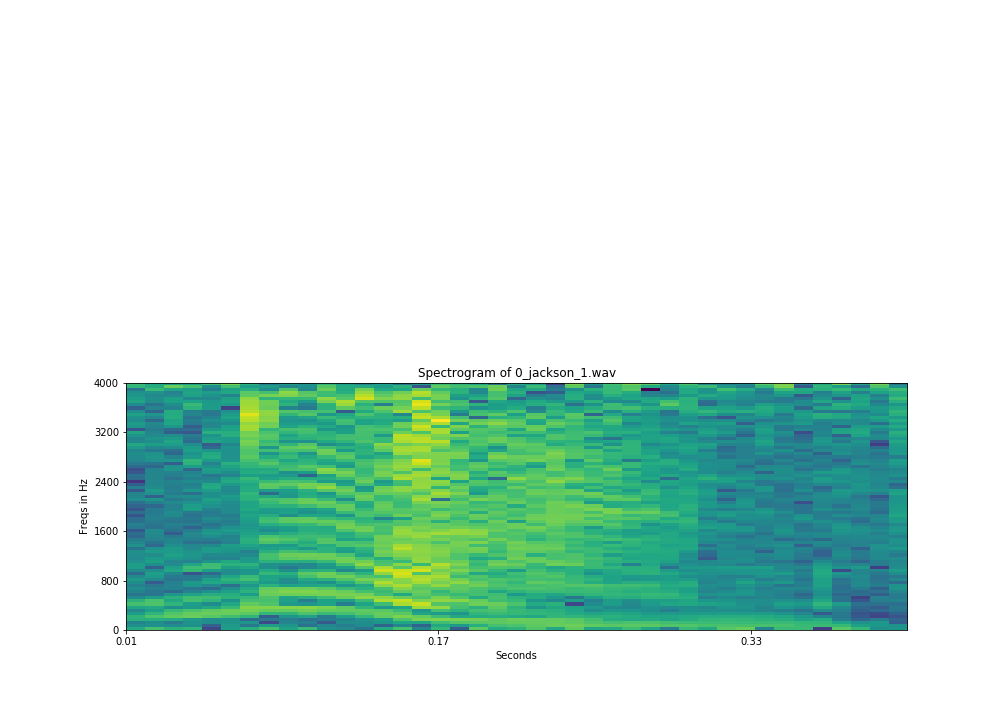 Spectrogram of 0_jackson_1.wav
4000
3200
2400
1600
800
0
Freqs in Hz
0.01 0.17 0.33
Seconds